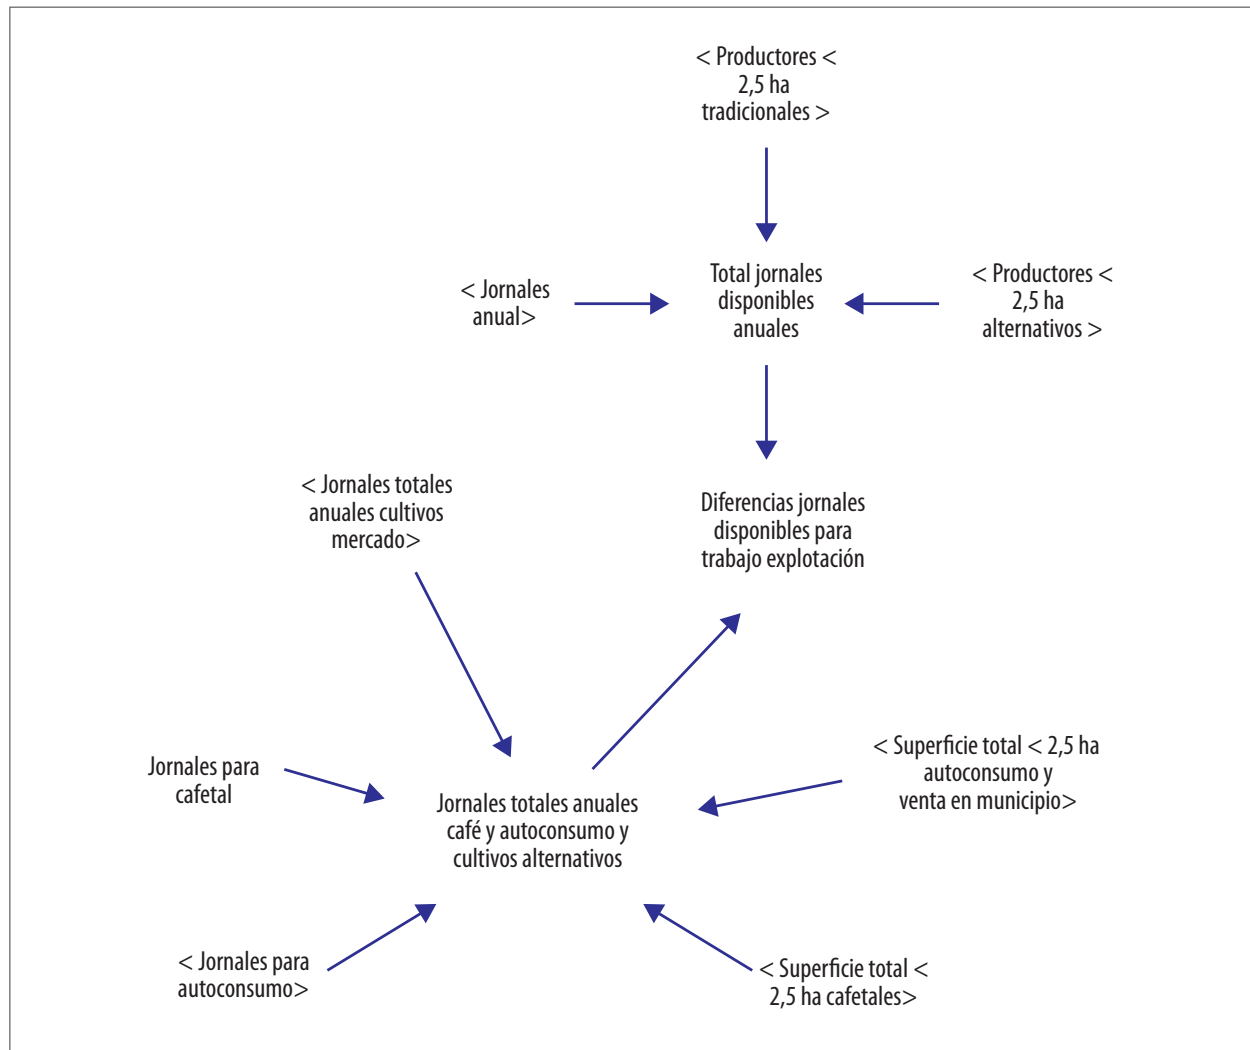 < Productores <
2,5 ha
tradicionales >
< Jornales
anual>
Total jornales
disponibles
anuales
< Productores <
2,5 ha
alternativos >
< Jornales totales
anuales cultivos
mercado>
Diferencias jornales
disponibles para
trabajo explotación
Jornales para
cafetal
Jornales totales anuales
café y autoconsumo y
cultivos alternativos
< Superficie total < 2,5 ha
autoconsumo y
venta en municipio>
< Jornales para
autoconsumo>
< Superficie total <
2,5 ha cafetales>